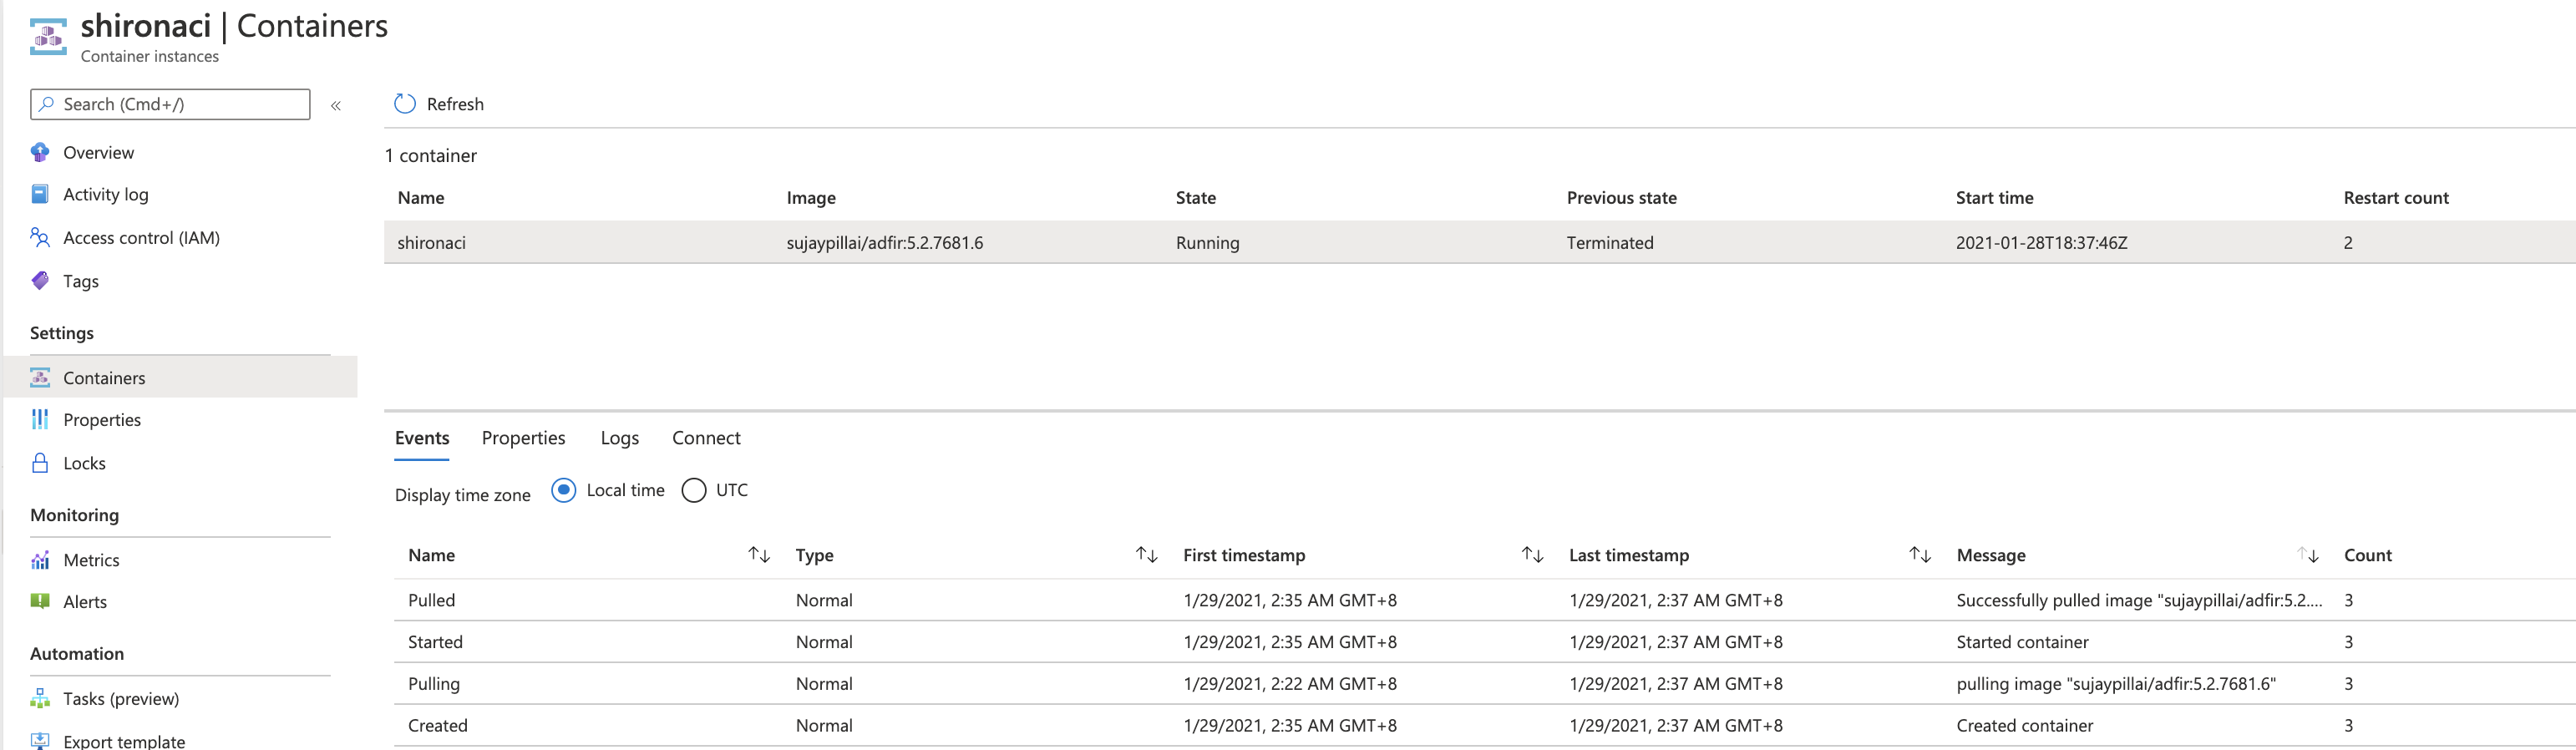 shironaci | Containers
Container instances
Search (Cmd+/)
«
Refresh
Overview
Activity log
Access control (IAM)
Tags
Settings
Containers
Properties
Locks
Monitoring
Metrics
Alerts
Automation
Tasks (preview)
Export template
1 container
Name Image State Previous state Start time Restart count
shironaci sujaypillai/adfir:5.2.7681.6 Running Terminated 2021-01-28T18:37:46Z 2
Events Properties Logs Connect
Display time zone Local time UTC
Name Type First timestamp Last timestamp Message Count
Pulled Normal 1/29/2021, 2:35 AM GMT+8 1/29/2021, 2:37 AM GMT+8 Successfully pulled image "sujaypillai/adfir:5.2.... 3
Started Normal 1/29/2021, 2:35 AM GMT+8 1/29/2021, 2:37 AM GMT+8 Started container 3
Pulling Normal 1/29/2021, 2:22 AM GMT+8 1/29/2021, 2:37 AM GMT+8 pulling image "sujaypillai/adfir:5.2.7681.6" 3
Created Normal 1/29/2021, 2:35 AM GMT+8 1/29/2021, 2:37 AM GMT+8 Created container 3